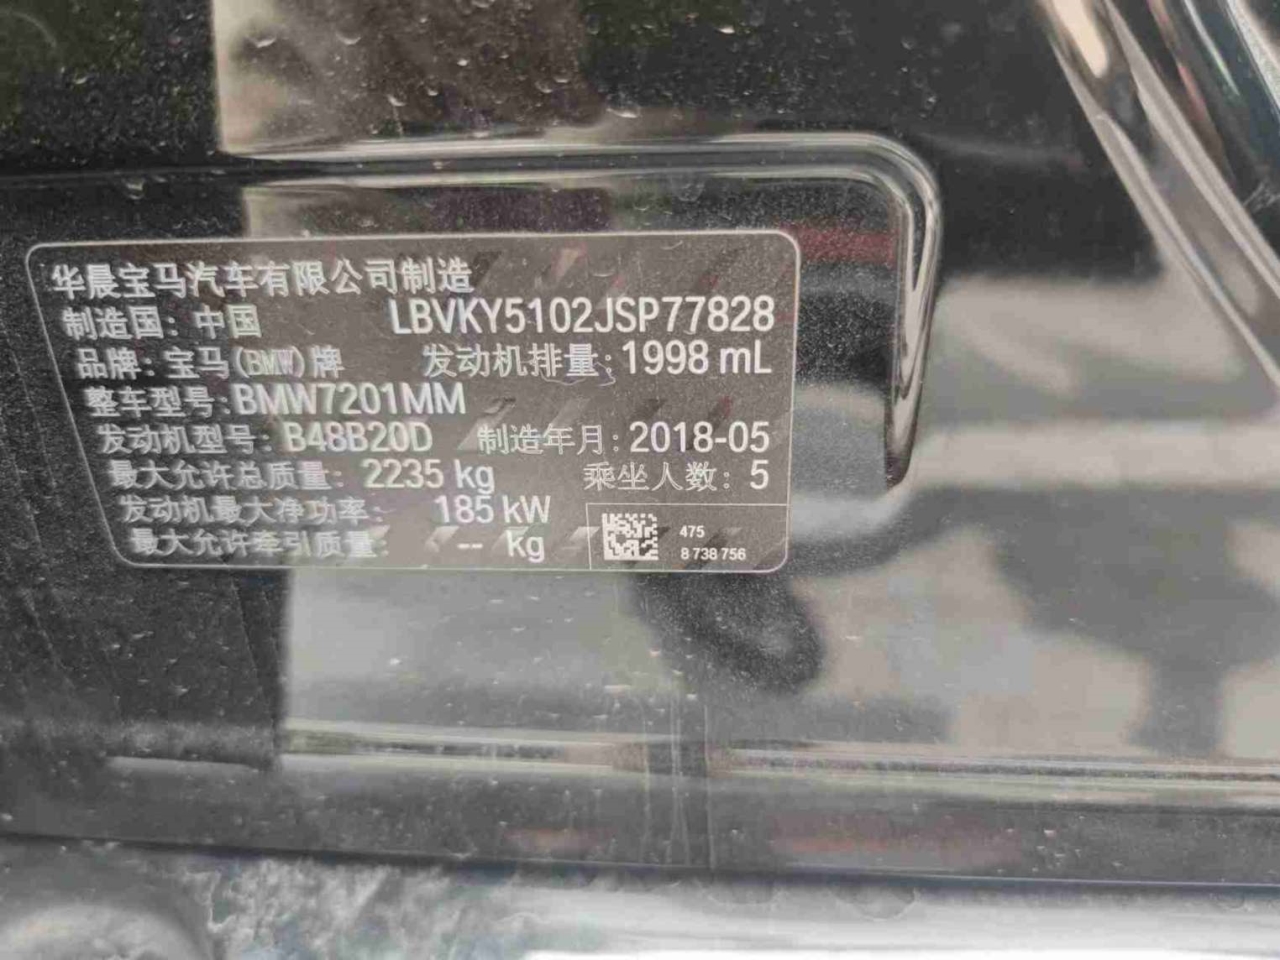 华晨宝马汽车有限公司制造
制造国：中国 LBVKY5102JSP77828
品牌：宝马(BMW)牌 发动机排量：1998 mL
整车型号：BMW7201MM
发动机型号：B48B20D 制造年月：2018-05
最大允许总质量：2235 kg 乘坐人数：5
发动机最大净功率： 185 kW
最大允许牵引质量： -- kg
475
8 738 756